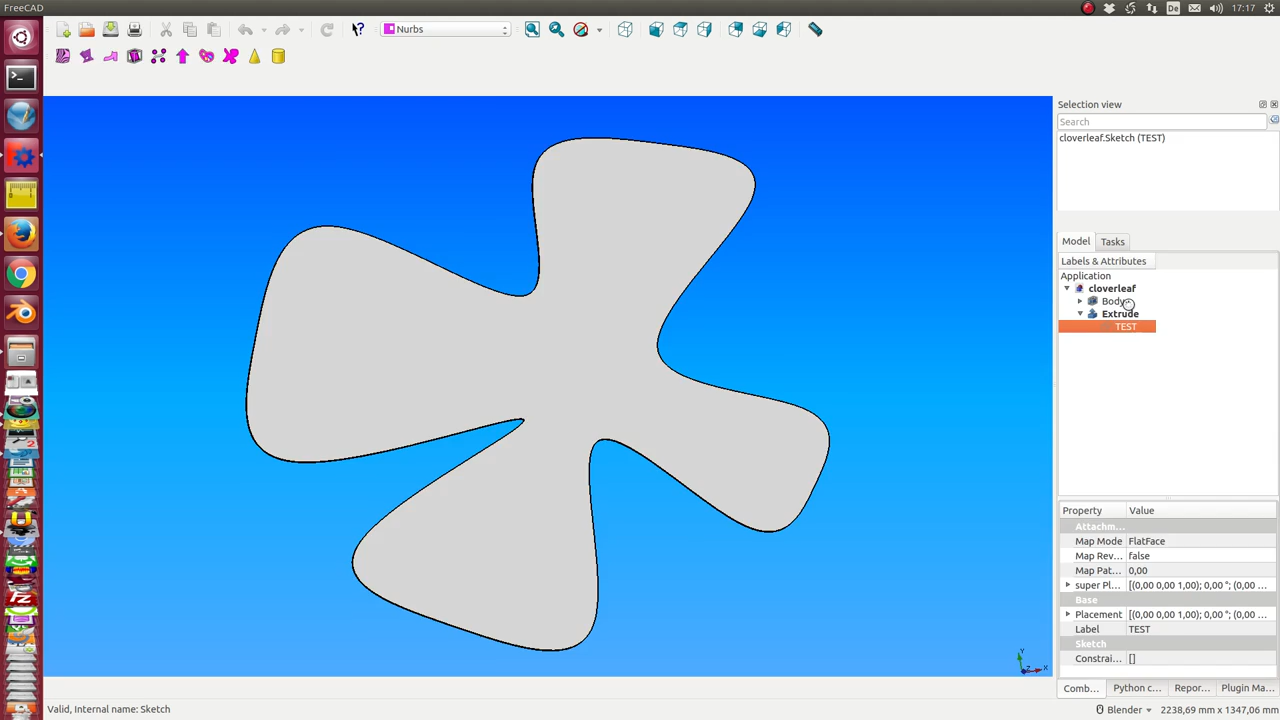 FreeCAD
De
17:17
Nurbs
Selection view
Search
cloverleaf.Sketch (TEST)
Model
Tasks
Labels & Attributes
Application
cloverleaf
Body
Extrude
TEST
Property
Value
Attachm...
Map Mode
FlatFace
Map Rev...
false
Map Pat...
0,00
super Pl...
[(0,00 0,00 1,00); 0,00 °; (0,00 ...
Base
Placement
[(0,00 0,00 1,00); 0,00 °; (0,00 ...
Label
TEST
Sketch
Constrai...
[]
Comb...
Python c...
Repor...
Plugin Ma...
Valid, Internal name: Sketch
Blender
2238,69 mm x 1347,06 mm